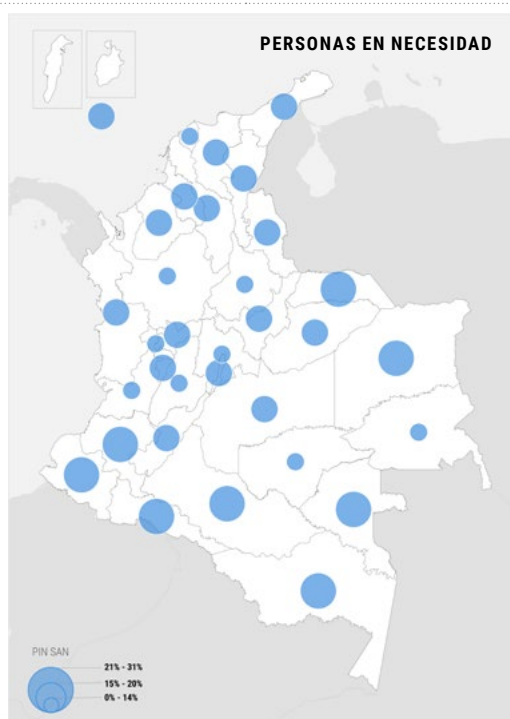 PERSONAS EN NECESIDAD
PIN SAN
21% - 31%
15% - 20%
0% - 14%